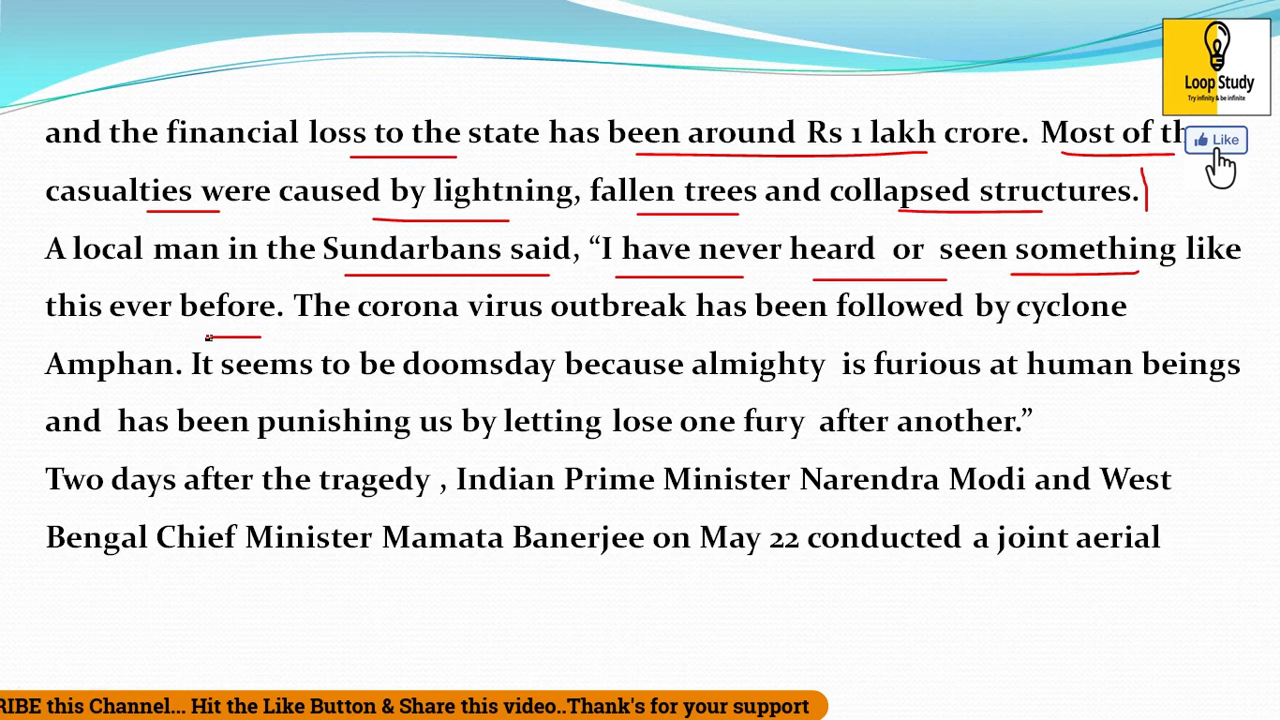 Loop Study
Try infinity & be infinite
and the financial loss to the state has been around Rs 1 lakh crore. Most of th
Like
casualties were caused by lightning, fallen trees and collapsed structures.
A local man in the Sundarbans said, “I have never heard or seen something like
this ever before. The corona virus outbreak has been followed by cyclone
Amphan. It seems to be doomsday because almighty is furious at human beings
and has been punishing us by letting lose one fury after another.”
Two days after the tragedy , Indian Prime Minister Narendra Modi and West
Bengal Chief Minister Mamata Banerjee on May 22 conducted a joint aerial
RIBE this Channel... Hit the Like Button & Share this video..Thank's for your support